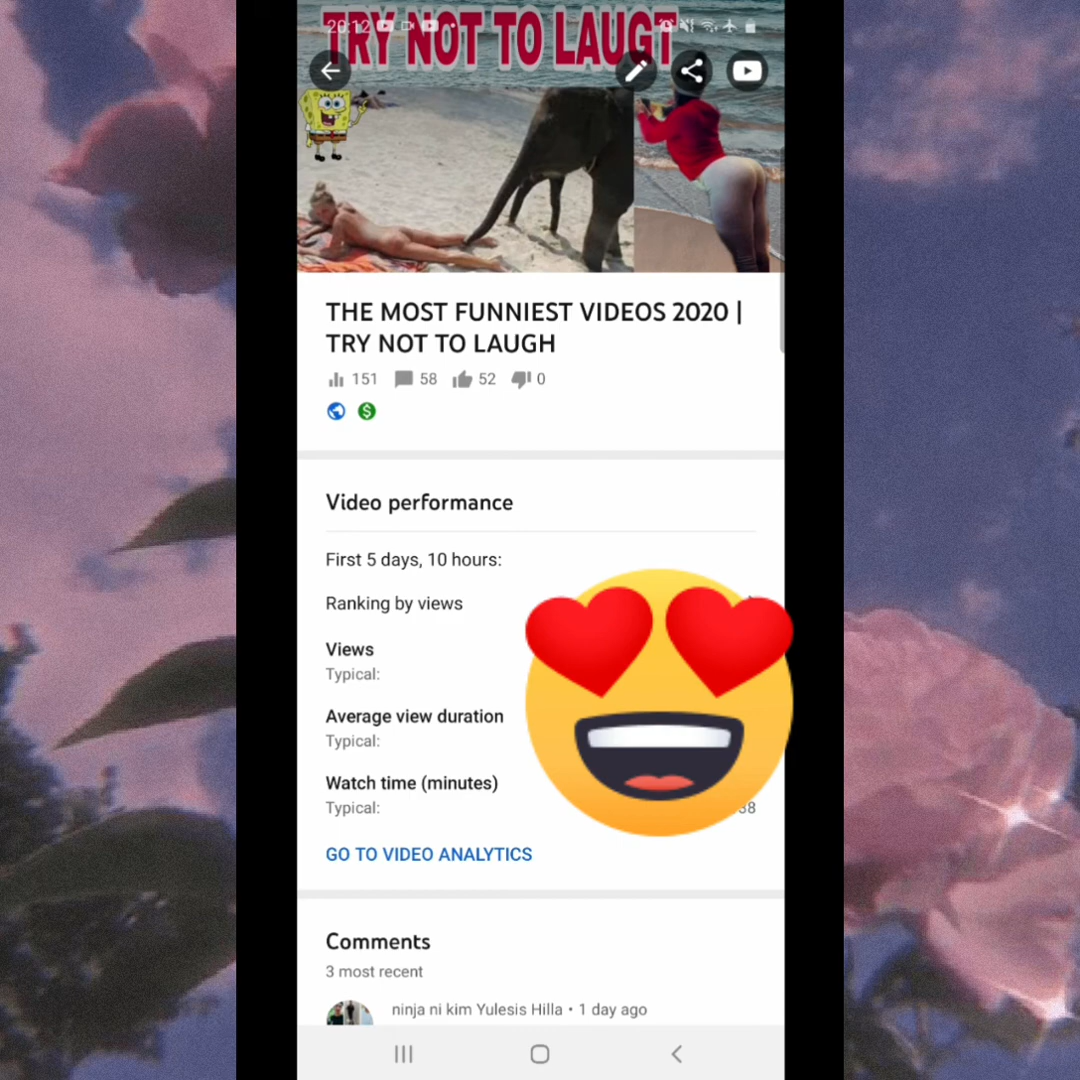 20:12
TRY NOT TO LAUGT
THE MOST FUNNIEST VIDEOS 2020 |
TRY NOT TO LAUGH
151 58 52 0
Video performance
First 5 days, 10 hours:
Ranking by views
Views
Typical:
Average view duration
Typical:
Watch time (minutes)
Typical:
GO TO VIDEO ANALYTICS
Comments
3 most recent
ninja ni kim Yulesis Hilla • 1 day ago